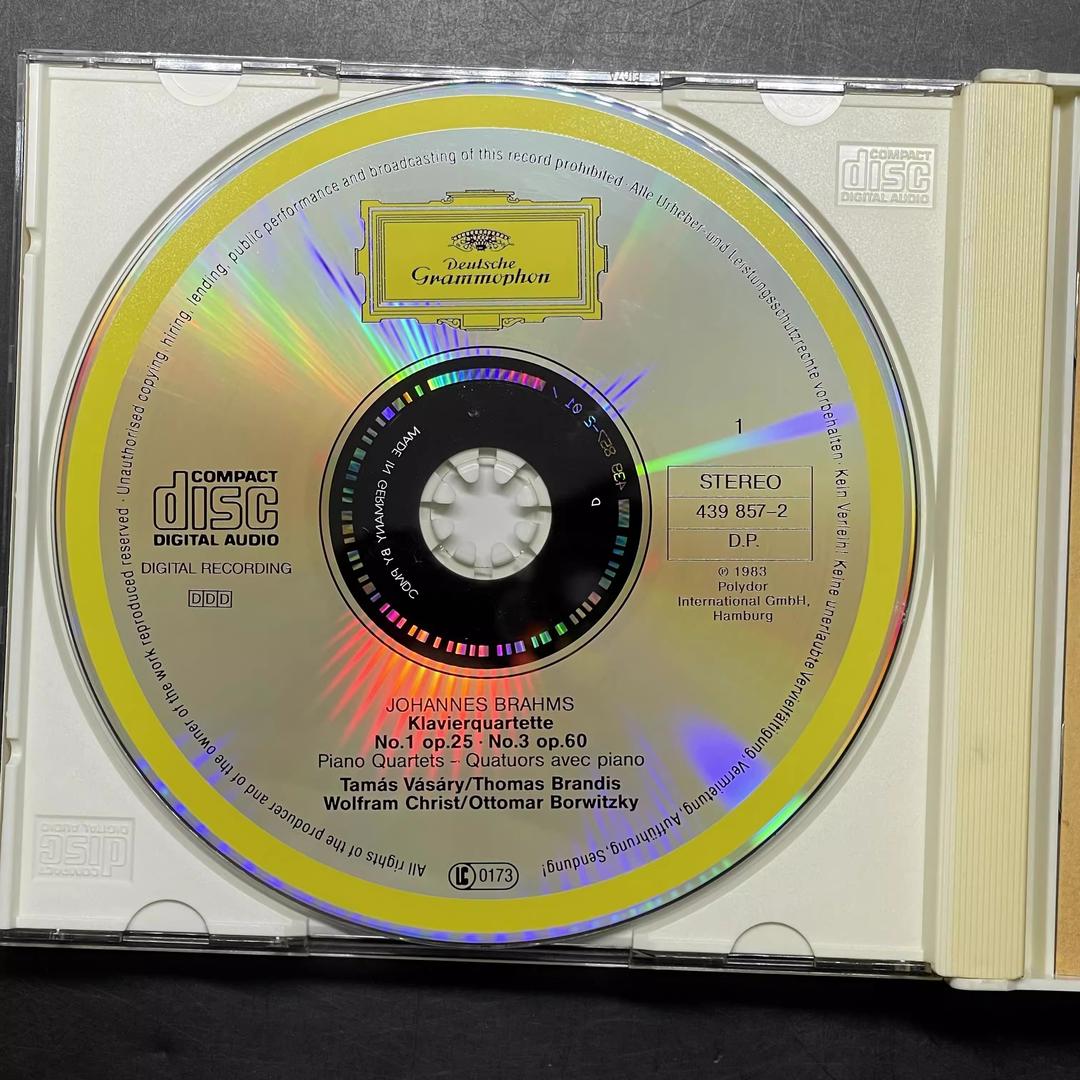 All rights of the producer and of the owner of the work reproduced reserved · Unauthorised copying, hiring, lending, public performance and broadcasting of this record prohibited · Alle Urheber- und Leistungsschutzrechte vorbehalten · Kein Verleih! Keine unerlaubte Vervielfältigung, Vermietung, Aufführung, Sendung!
Deutsche
Grammophon
COMPACT
disc
DIGITAL AUDIO
1
COMPACT
disc
DIGITAL AUDIO
DIGITAL RECORDING
DDD
STEREO
439 857-2
D.P.
℗ 1983
Polydor
International GmbH,
Hamburg
MADE IN GERMANY BY PMDC
D
JOHANNES BRAHMS
Klavierquartette
No.1 op.25 · No.3 op.60
Piano Quartets – Quatuors avec piano
Tamás Vásáry/Thomas Brandis
Wolfram Christ/Ottomar Borwitzky
LC 0173
COMPACT
disc
DIGITAL AUDIO